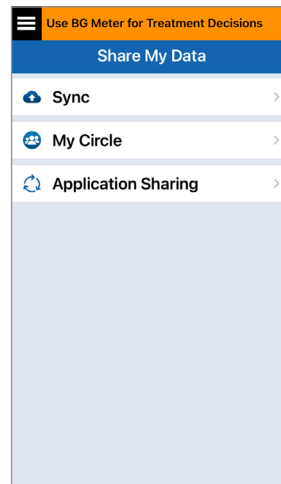 Use BG Meter for Treatment Decisions
Share My Data
Sync
My Circle
Application Sharing